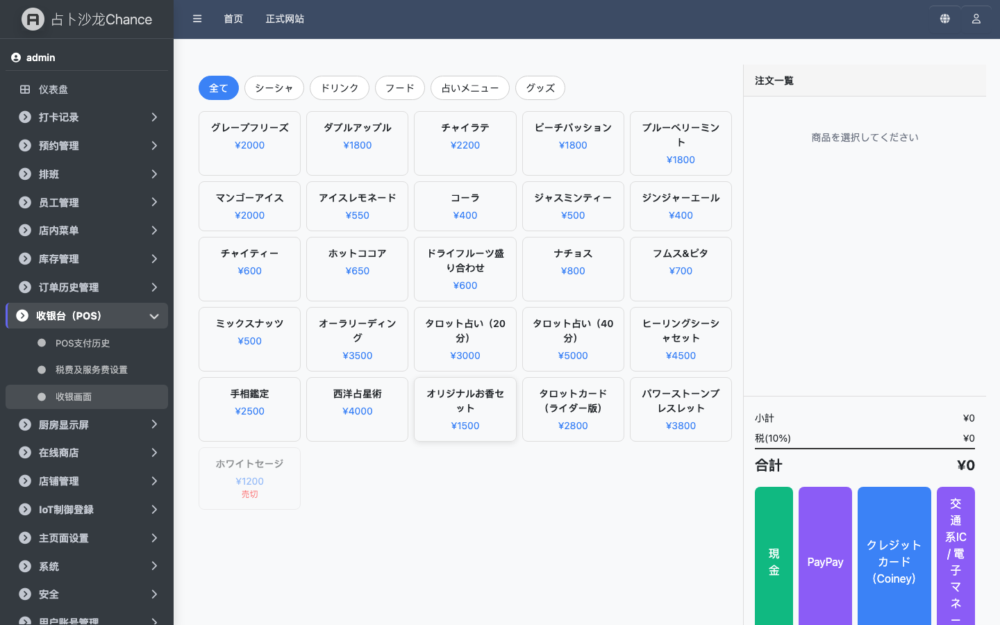 占卜沙龙Chance
首页
正式网站
admin
仪表盘
打卡记录
预约管理
排班
员工管理
店内菜单
库存管理
订单历史管理
收银台（POS）
POS支付历史
税费及服务费设置
收银画面
厨房显示屏
在线商店
店铺管理
IoT制御登録
主页面设置
系统
安全
用户账号管理
全て
シーシャ
ドリンク
フード
占いメニュー
グッズ
グレープフリーズ
¥2000
ダブルアップル
¥1800
チャイラテ
¥2200
ピーチパッション
¥1800
ブルーベリーミン
ト
¥1800
マンゴーアイス
¥2000
アイスレモネード
¥550
コーラ
¥400
ジャスミンティー
¥500
ジンジャーエール
¥400
チャイティー
¥600
ホットココア
¥650
ドライフルーツ盛
り合わせ
¥600
ナチョス
¥800
フムス&ピタ
¥700
ミックスナッツ
¥500
オーラリーディン
グ
¥3500
タロット占い（20
分）
¥3000
タロット占い（40
分）
¥5000
ヒーリングシーシ
ャセット
¥4500
手相鑑定
¥2500
西洋占星術
¥4000
オリジナルお香セ
ット
¥1500
タロットカード
（ライダー版）
¥2800
パワーストーンブ
レスレット
¥3800
ホワイトセージ
¥1200
売切
注文一覧
商品を選択してください
小計
¥0
税(10%)
¥0
合計
¥0
現
金
PayPay
クレジット
カード
（Coiney）
交
通
系IC
/ 電
子
マ
ネ
ー